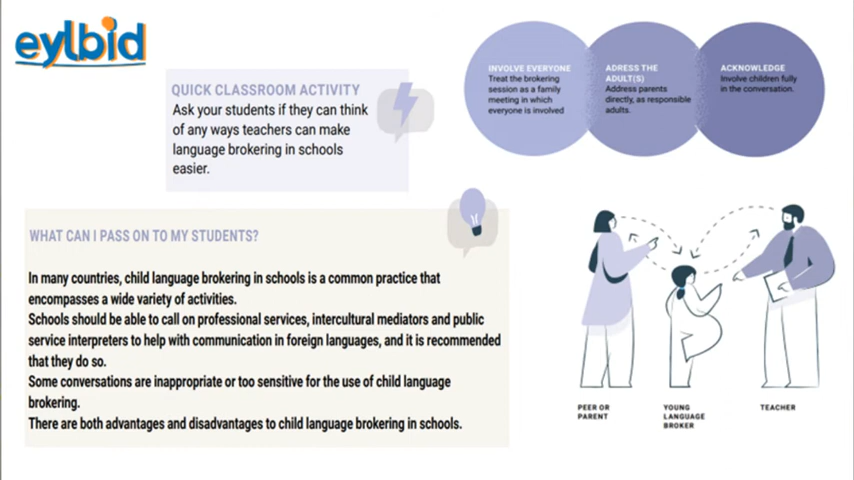 eylbid
QUICK CLASSROOM ACTIVITY
Ask your students if they can think
of any ways teachers can make
language brokering in schools
easier.
INVOLVE EVERYONE
Treat the brokering
session as a family
meeting in which
everyone is involved
ADRESS THE
ADULT(S)
Address parents
directly, as responsible
adults.
ACKNOWLEDGE
Involve children fully
in the conversation.
WHAT CAN I PASS ON TO MY STUDENTS?
In many countries, child language brokering in schools is a common practice that
encompasses a wide variety of activities.
Schools should be able to call on professional services, intercultural mediators and public
service interpreters to help with communication in foreign languages, and it is recommended
that they do so.
Some conversations are inappropriate or too sensitive for the use of child language
brokering.
There are both advantages and disadvantages to child language brokering in schools.
PEER OR
PARENT
YOUNG
LANGUAGE
BROKER
TEACHER